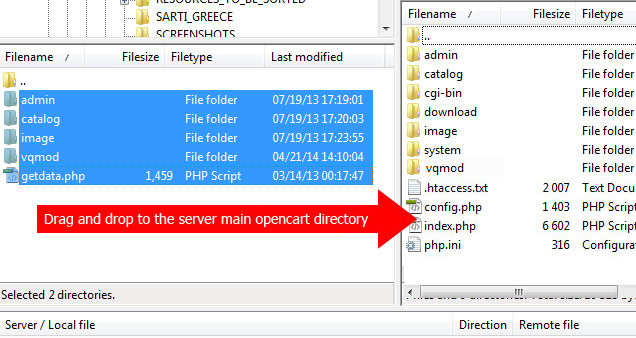 RESOURCES_TO_BE_SORTED
SARTI_GREECE
SCREENSHOTS
Filename / Filesize Filetype Last modified
..
admin File folder 07/19/13 17:19:01
catalog File folder 07/19/13 17:20:03
image File folder 07/19/13 17:23:55
vqmod File folder 04/21/14 14:10:04
getdata.php 1,459 PHP Script 03/14/13 00:17:47
Selected 2 directories.
Filename / Filesize Filetype
..
admin File folder
catalog File folder
cgi-bin File folder
download File folder
image File folder
system File folder
vqmod File folder
.htaccess.txt 2 007 Text Docu
config.php 1 403 PHP Script
index.php 6 602 PHP Script
php.ini 316 Configura
Drag and drop to the server main opencart directory
Server / Local file Direction Remote file